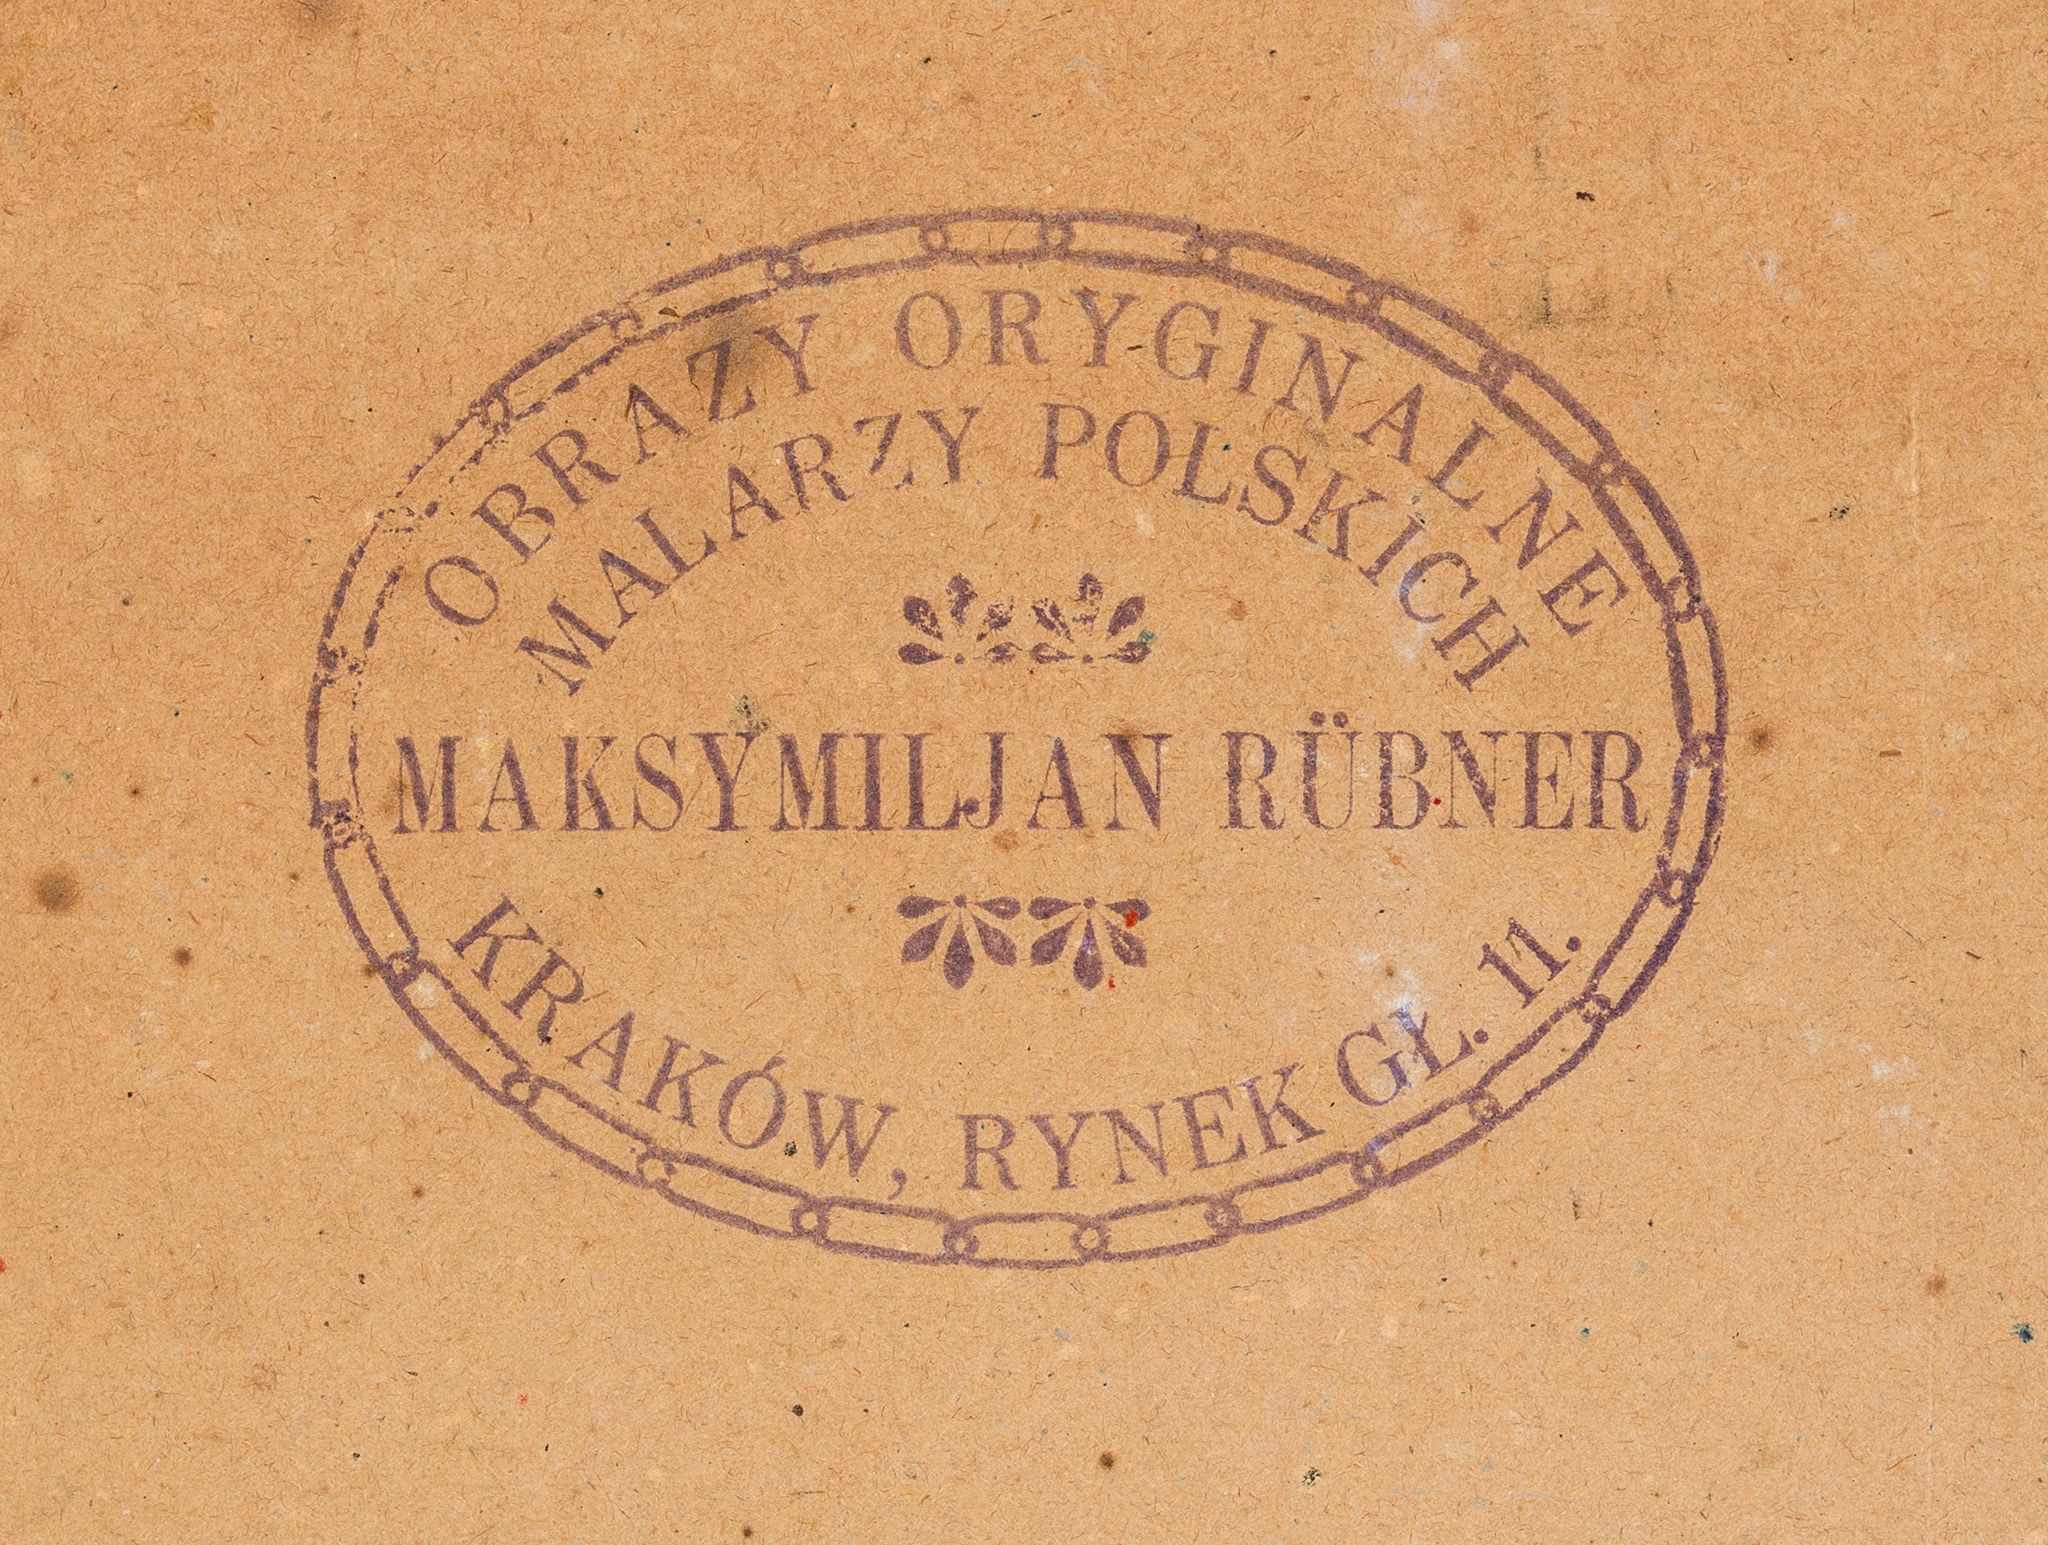 OBRAZY ORYGINALNE
MALARZY POLSKICH
MAKSYMILJAN RÜBNER
KRAKÓW, RYNEK GŁ. 11.